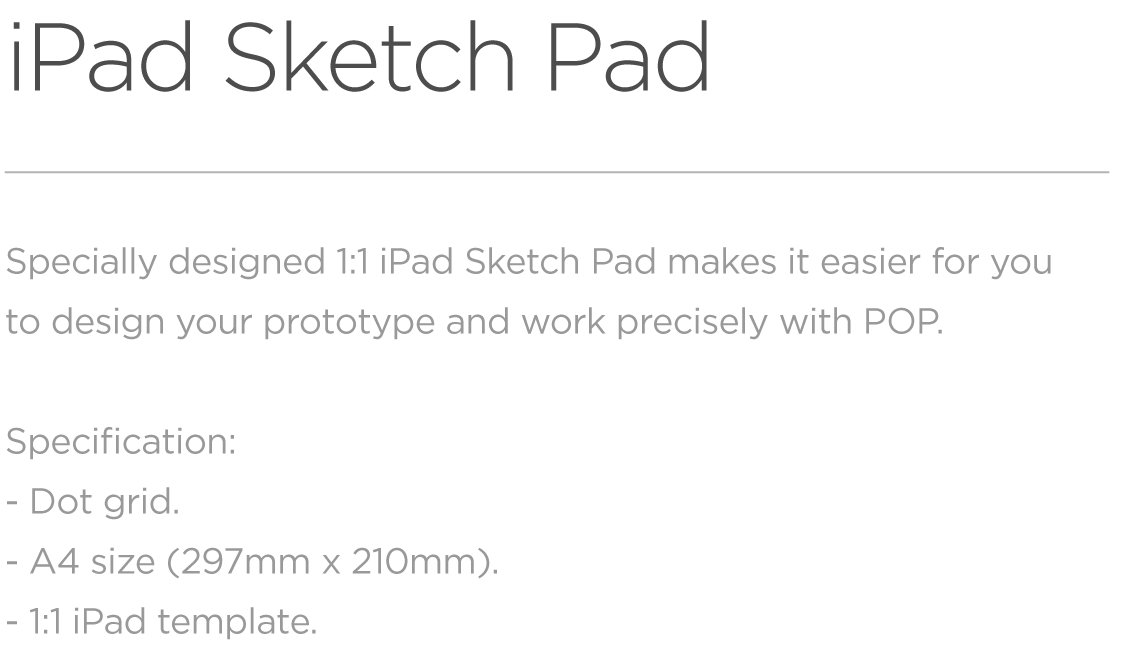 iPad Sketch Pad
Specially designed 1:1 iPad Sketch Pad makes it easier for you
to design your prototype and work precisely with POP.
Specification:
- Dot grid.
- A4 size (297mm x 210mm).
- 1:1 iPad template.